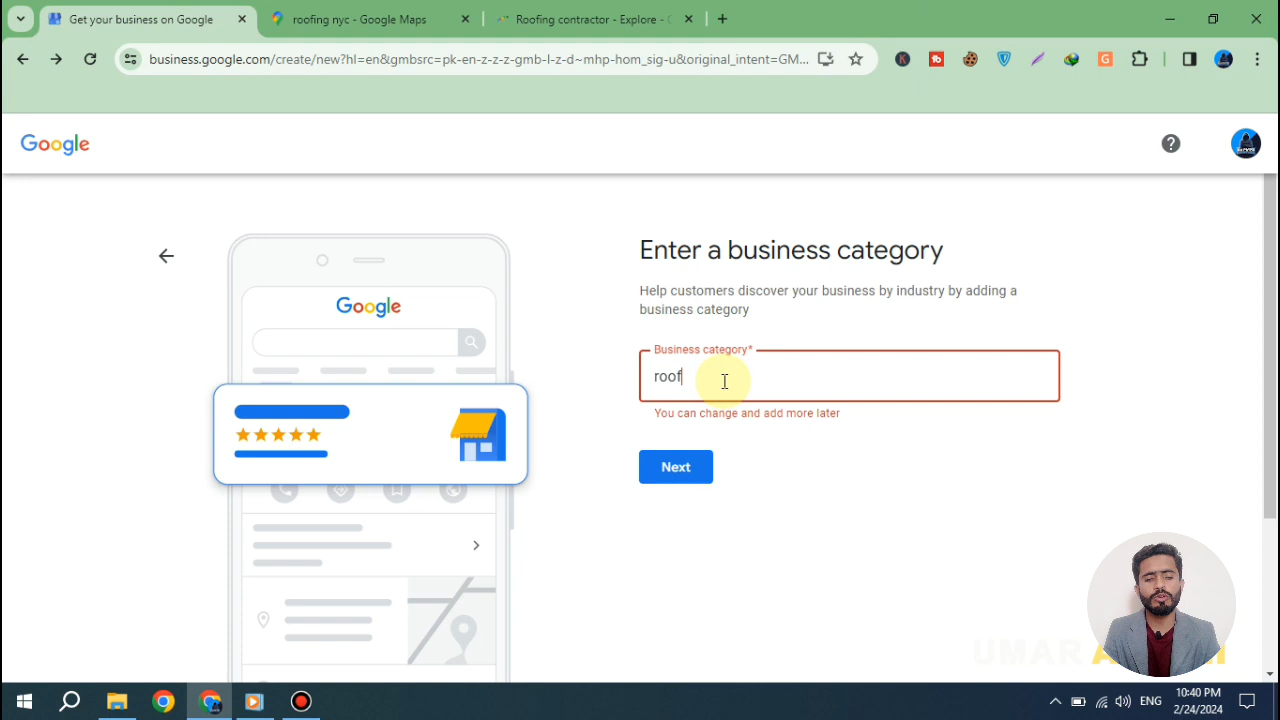 Get your business on Google
roofing nyc - Google Maps
Roofing contractor - Explore -
business.google.com/create/new?hl=en&gmbsrc=pk-en-z-z-z-gmb-l-z-d~mhp-hom_sig-u&original_intent=GM...
Google
Enter a business category
Help customers discover your business by industry by adding a
business category
Business category*
roof
You can change and add more later
Next
Google
UMAR
ENG
10:40 PM
2/24/2024